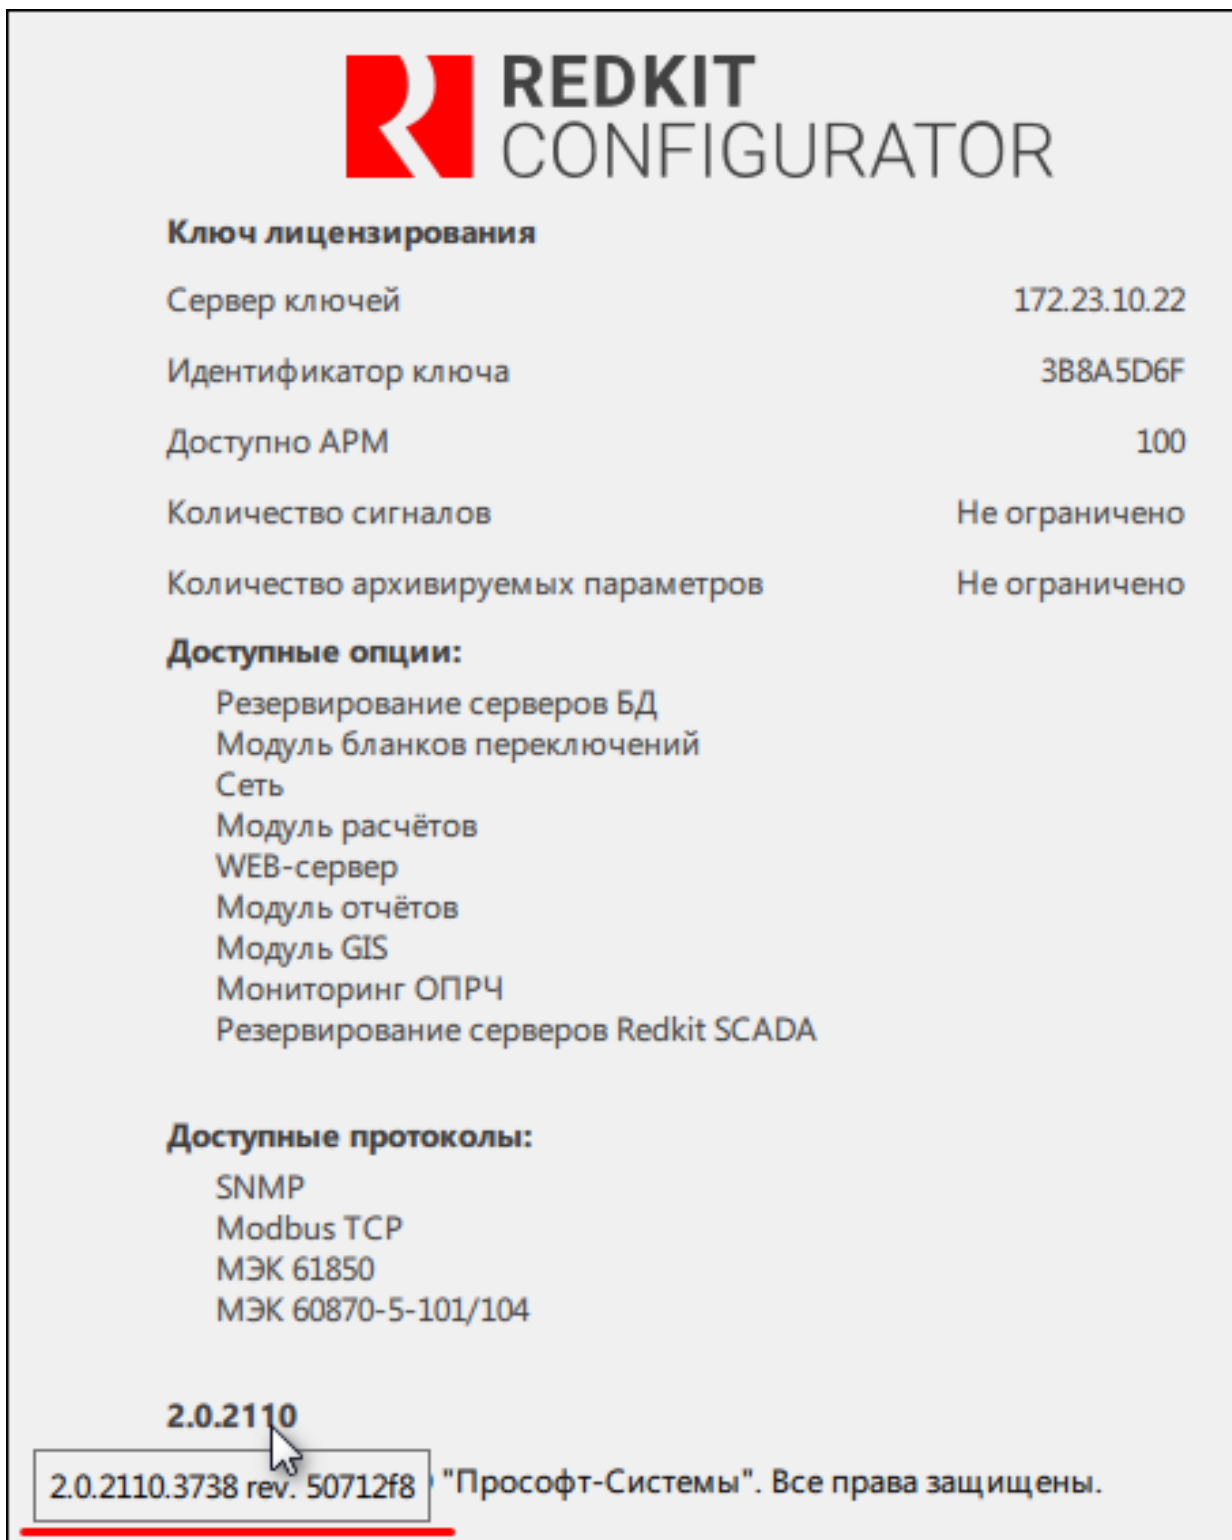 REDKIT
CONFIGURATOR
Ключ лицензирования
Сервер ключей 172.23.10.22
Идентификатор ключа 3B8A5D6F
Доступно АРМ 100
Количество сигналов Не ограничено
Количество архивируемых параметров Не ограничено
Доступные опции:
Резервирование серверов БД
Модуль бланков переключений
Сеть
Модуль расчётов
WEB-сервер
Модуль отчётов
Модуль GIS
Мониторинг ОПРЧ
Резервирование серверов Redkit SCADA
Доступные протоколы:
SNMP
Modbus TCP
МЭК 61850
МЭК 60870-5-101/104
2.0.2110
2.0.2110.3738 rev. 50712f8 "Прософт-Системы". Все права защищены.